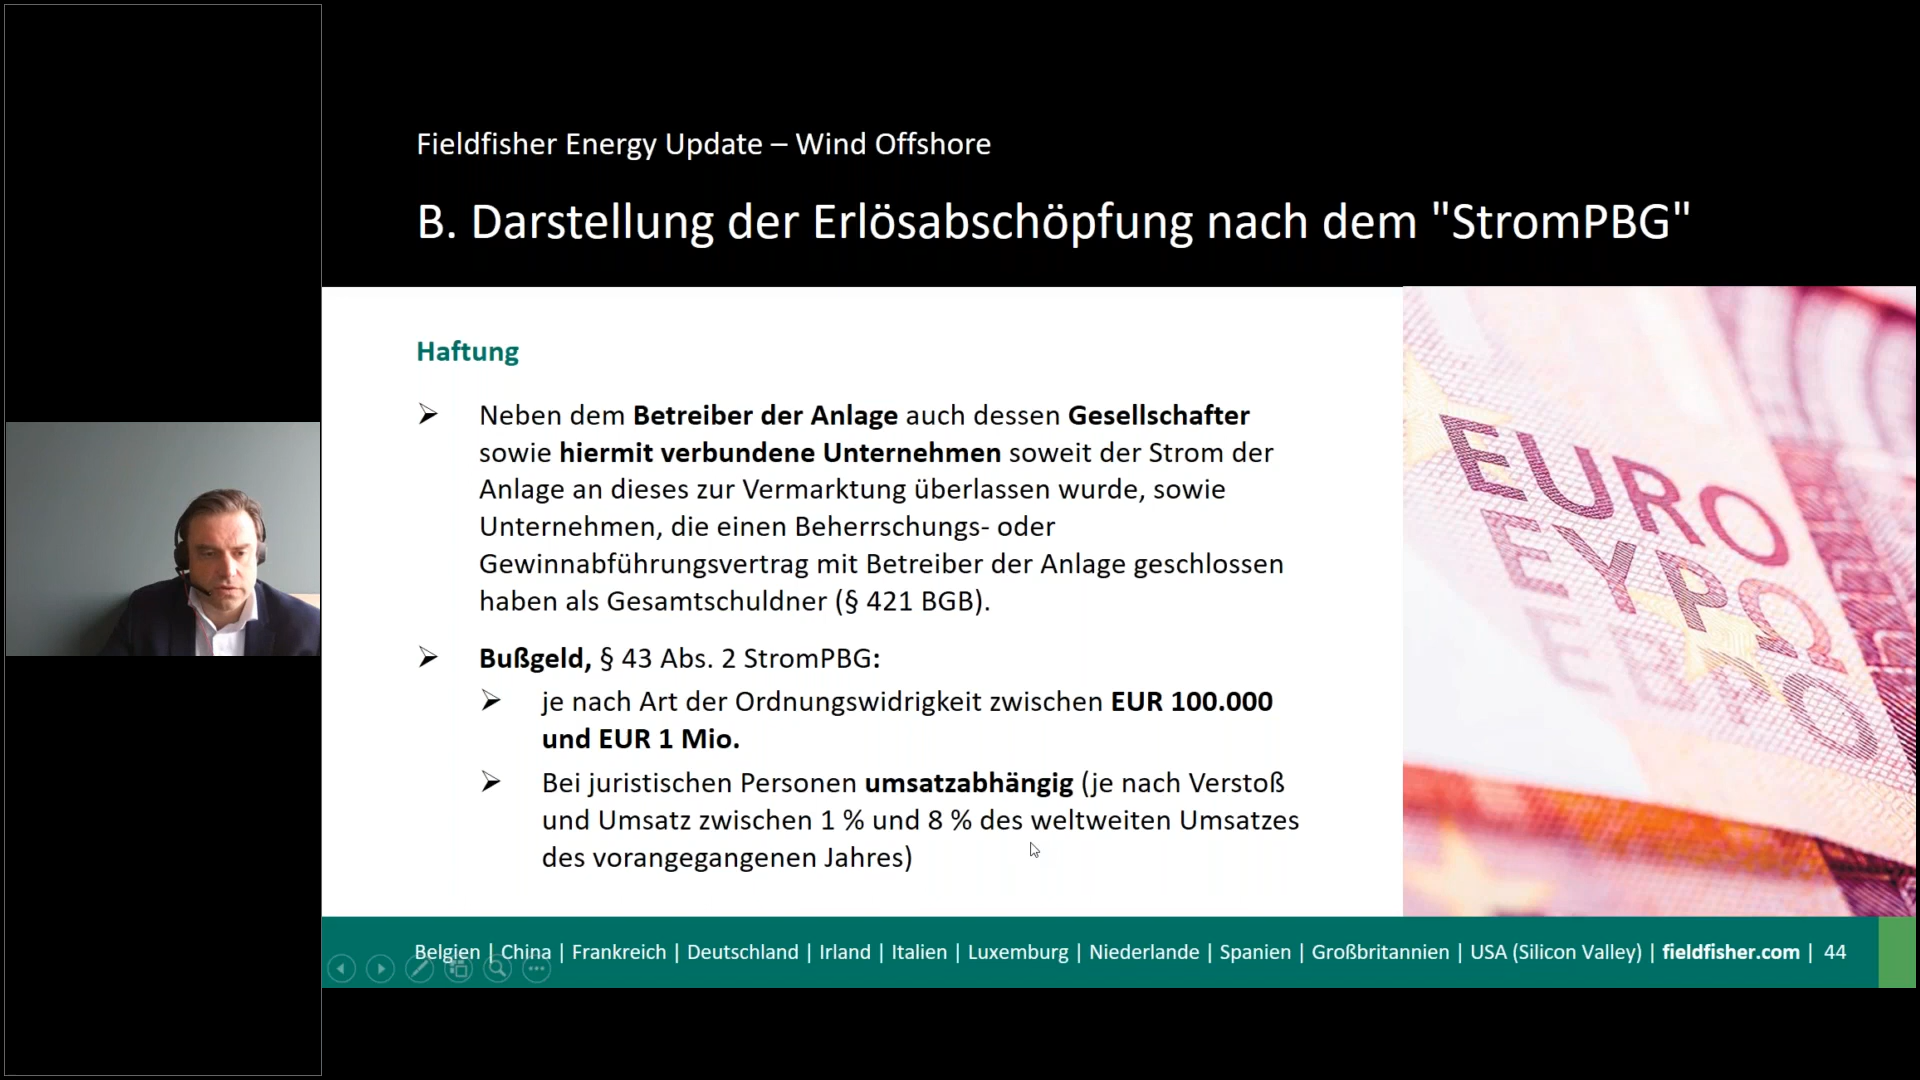 Fieldfisher Energy Update – Wind Offshore
B. Darstellung der Erlösabschöpfung nach dem "StromPBG"
Haftung
Neben dem Betreiber der Anlage auch dessen Gesellschafter
sowie hiermit verbundene Unternehmen soweit der Strom der
Anlage an dieses zur Vermarktung überlassen wurde, sowie
Unternehmen, die einen Beherrschungs- oder
Gewinnabführungsvertrag mit Betreiber der Anlage geschlossen
haben als Gesamtschuldner (§ 421 BGB).
Bußgeld, § 43 Abs. 2 StromPBG:
je nach Art der Ordnungswidrigkeit zwischen EUR 100.000
und EUR 1 Mio.
Bei juristischen Personen umsatzabhängig (je nach Verstoß
und Umsatz zwischen 1 % und 8 % des weltweiten Umsatzes
des vorangegangenen Jahres)
EURO
ΕΥΡΩ
ЕВРО
Belgien | China | Frankreich | Deutschland | Irland | Italien | Luxemburg | Niederlande | Spanien | Großbritannien | USA (Silicon Valley) | fieldfisher.com | 44